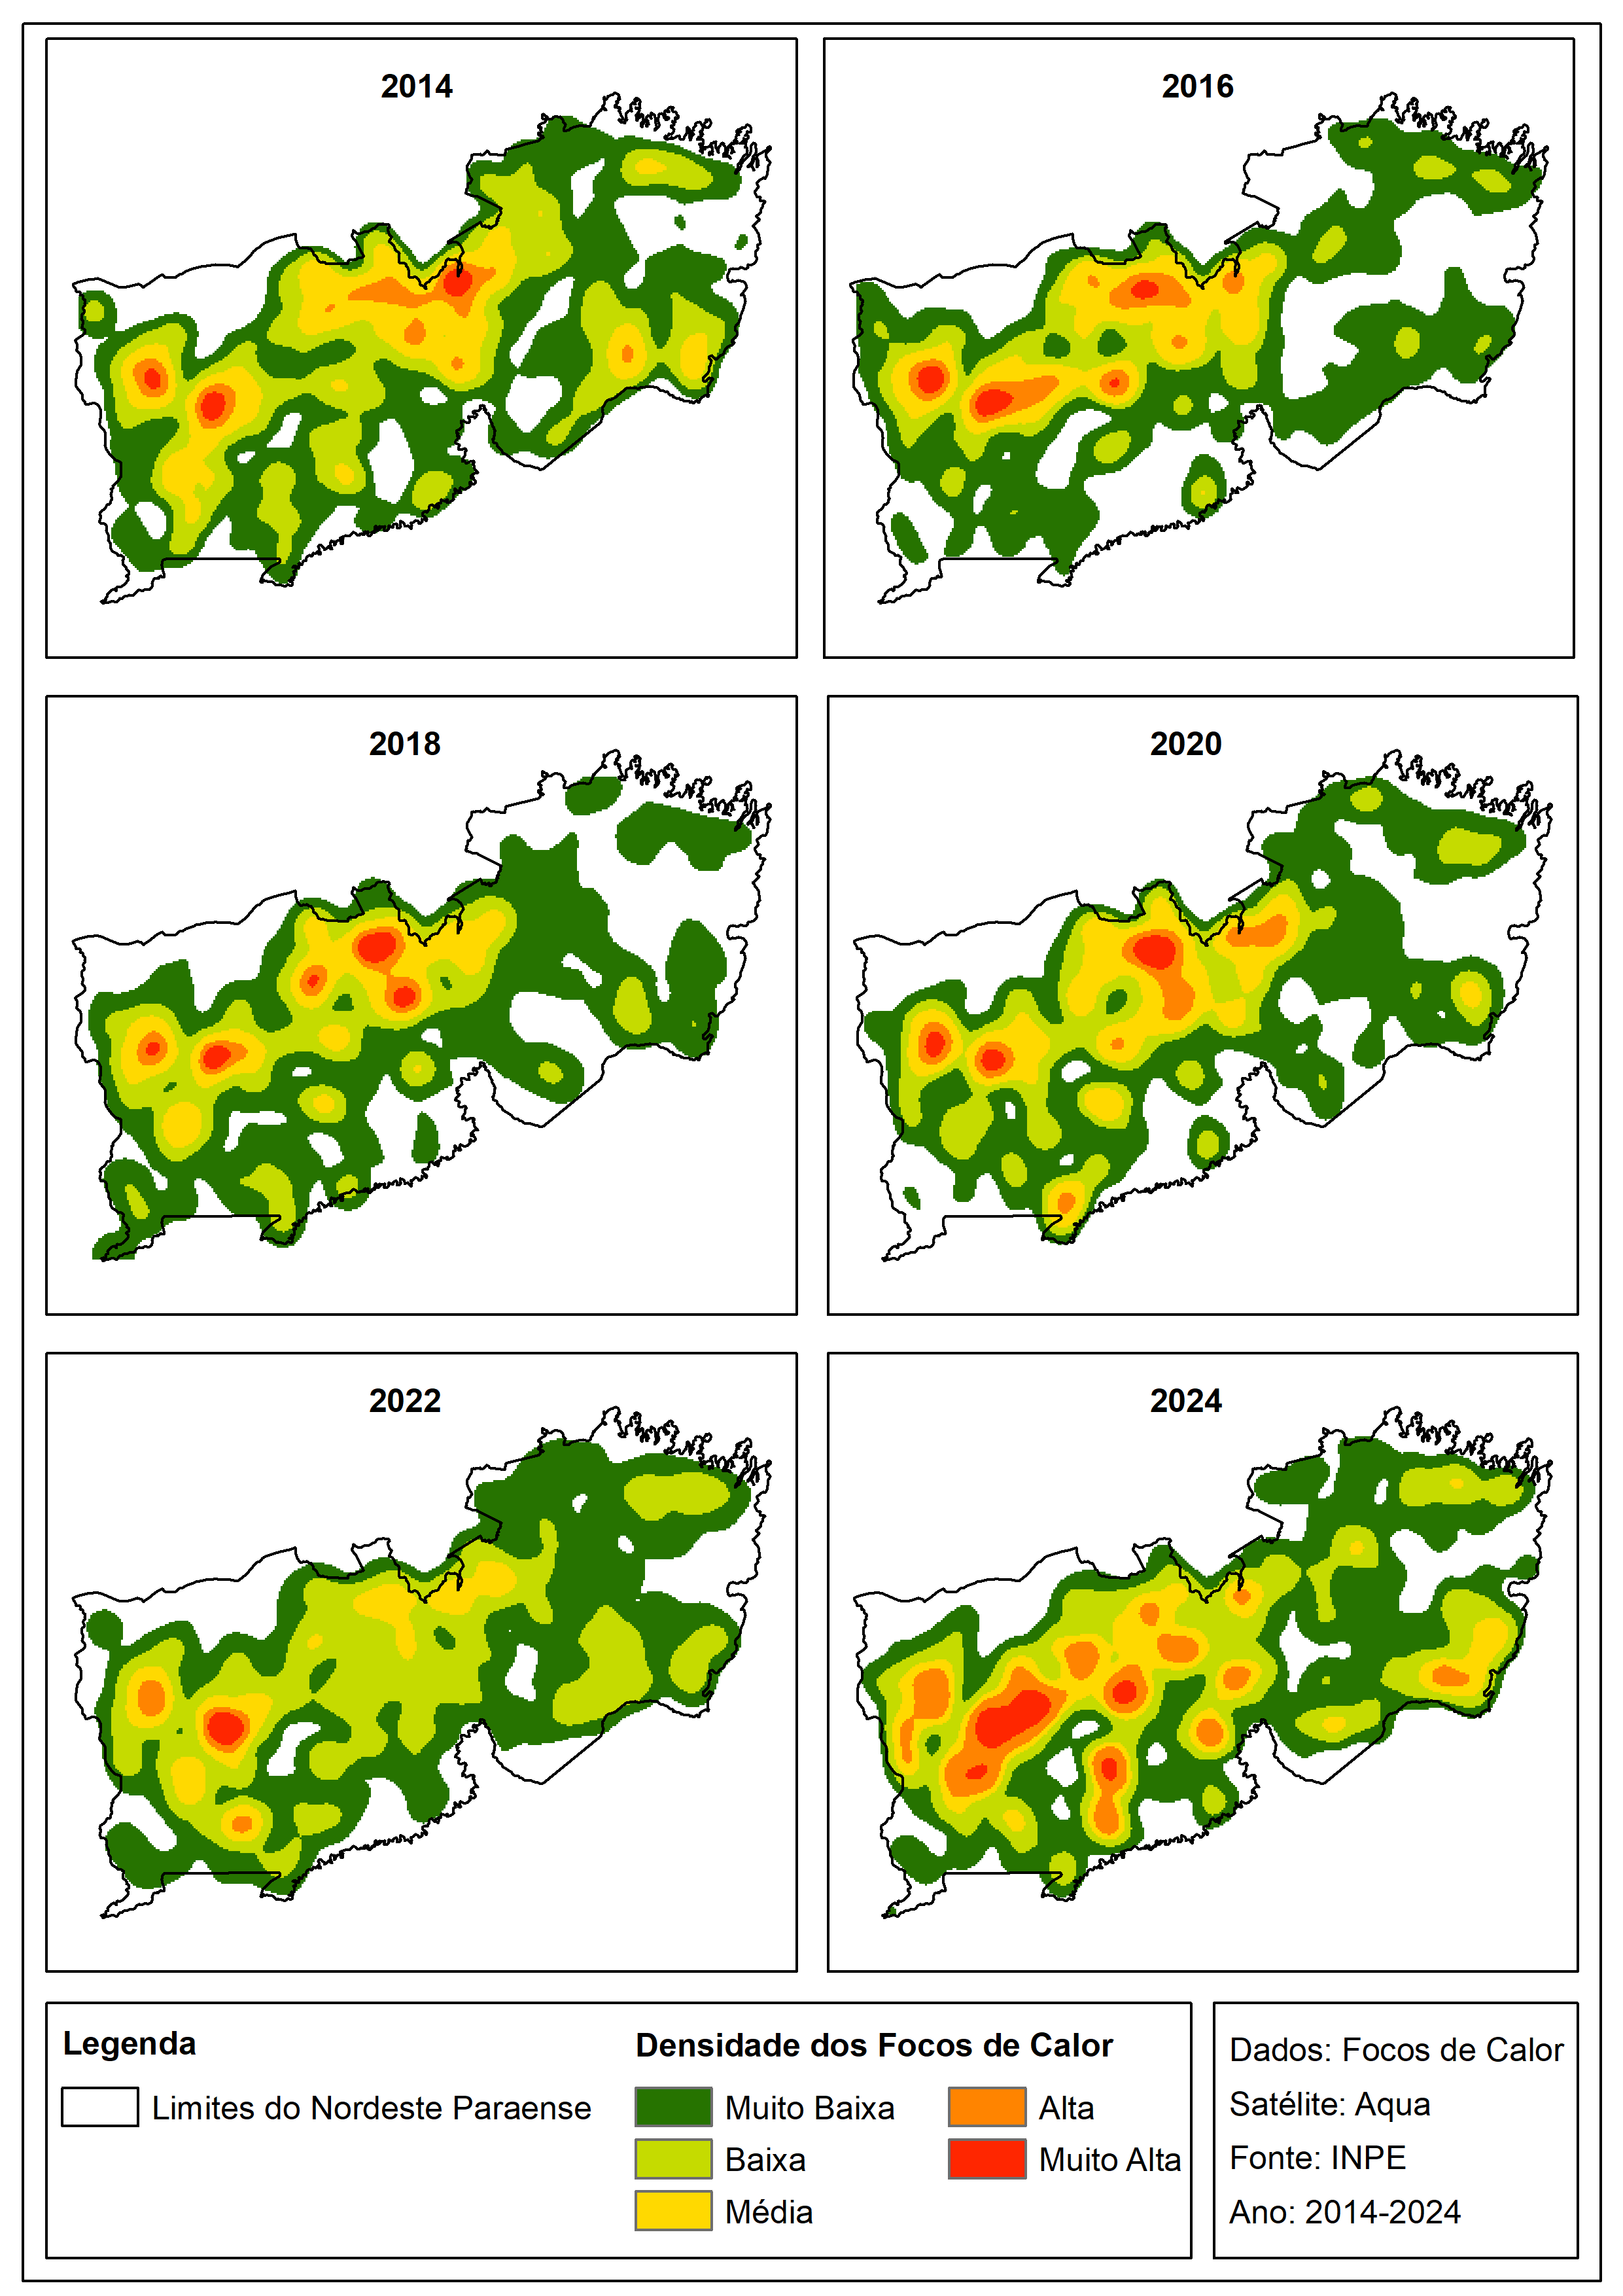 2014
2016
2018
2020
2022
2024
Legenda
Limites do Nordeste Paraense
Densidade dos Focos de Calor
Muito Baixa
Baixa
Média
Alta
Muito Alta
Dados: Focos de Calor
Satélite: Aqua
Fonte: INPE
Ano: 2014-2024